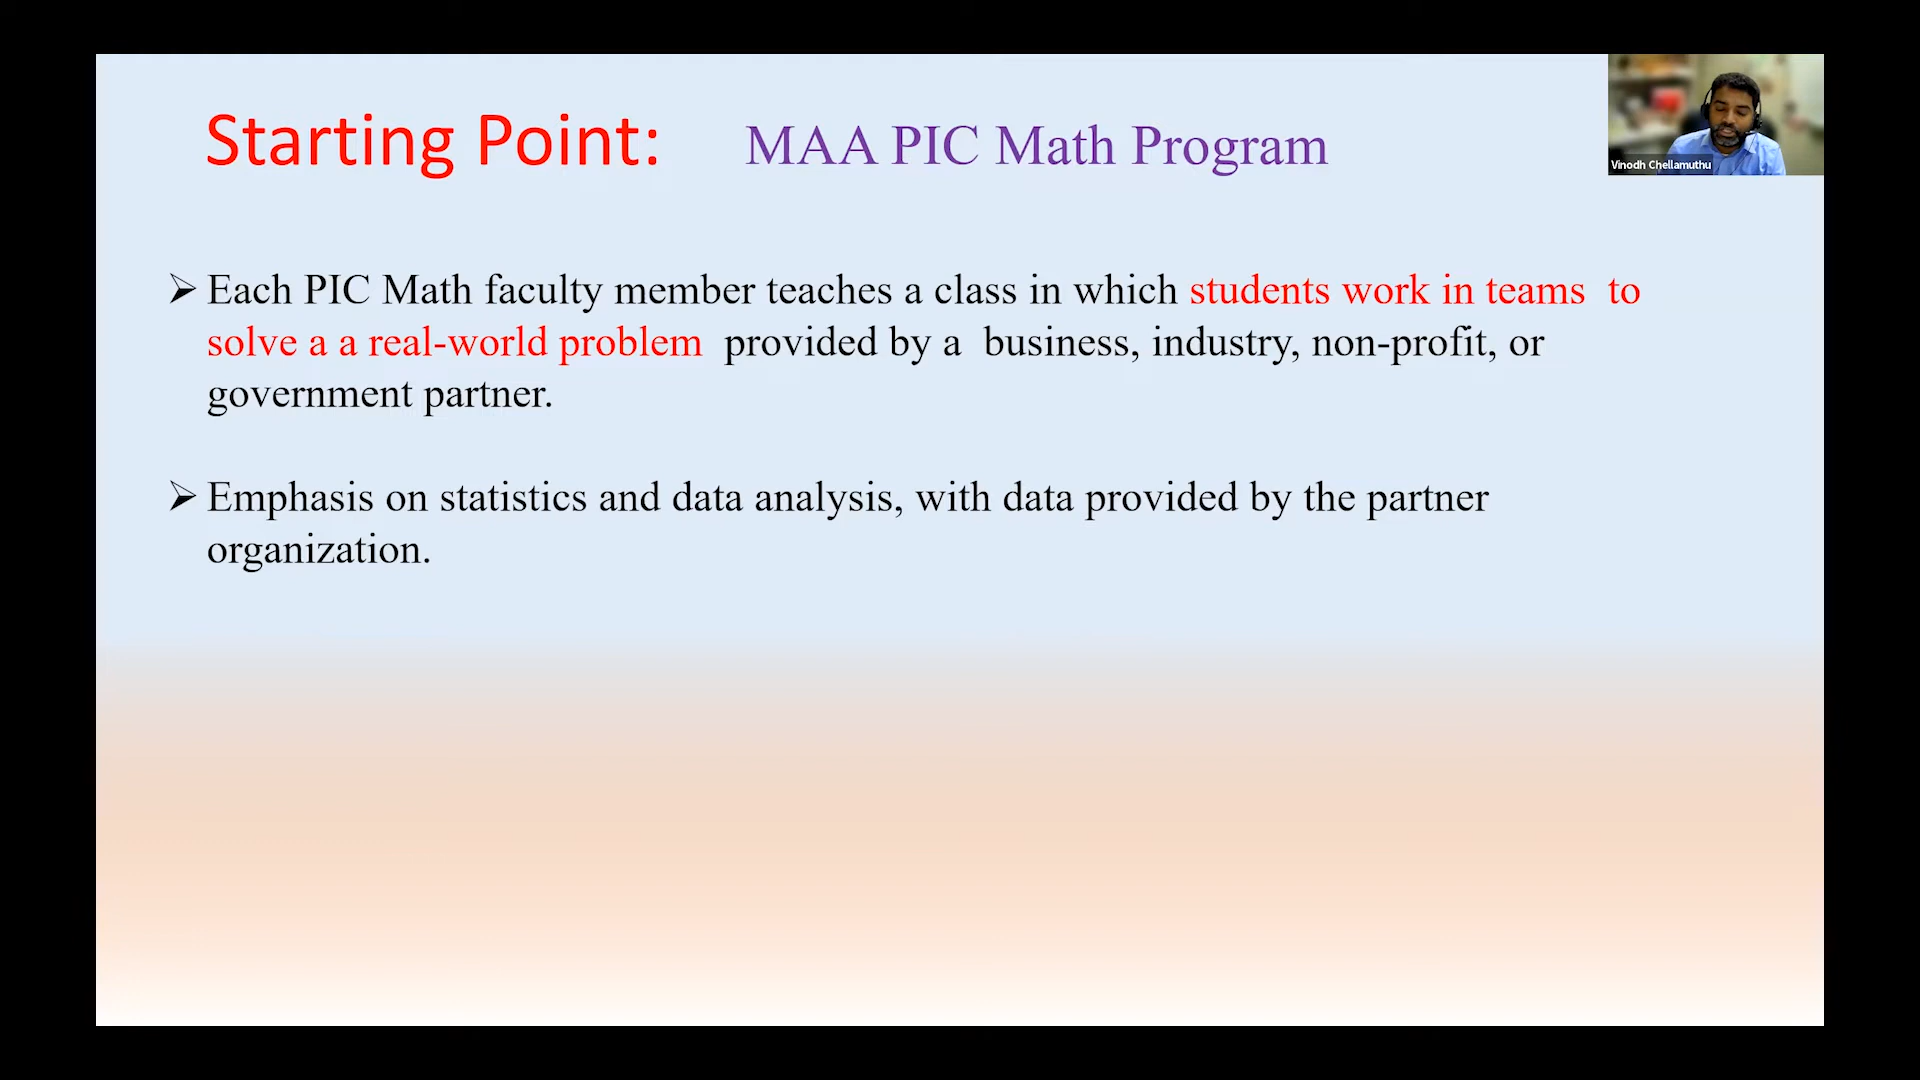 Starting Point: MAA PIC Math Program
Vinodh Chellamuthu
➢ Each PIC Math faculty member teaches a class in which students work in teams to
solve a a real-world problem provided by a business, industry, non-profit, or
government partner.
➢ Emphasis on statistics and data analysis, with data provided by the partner
organization.